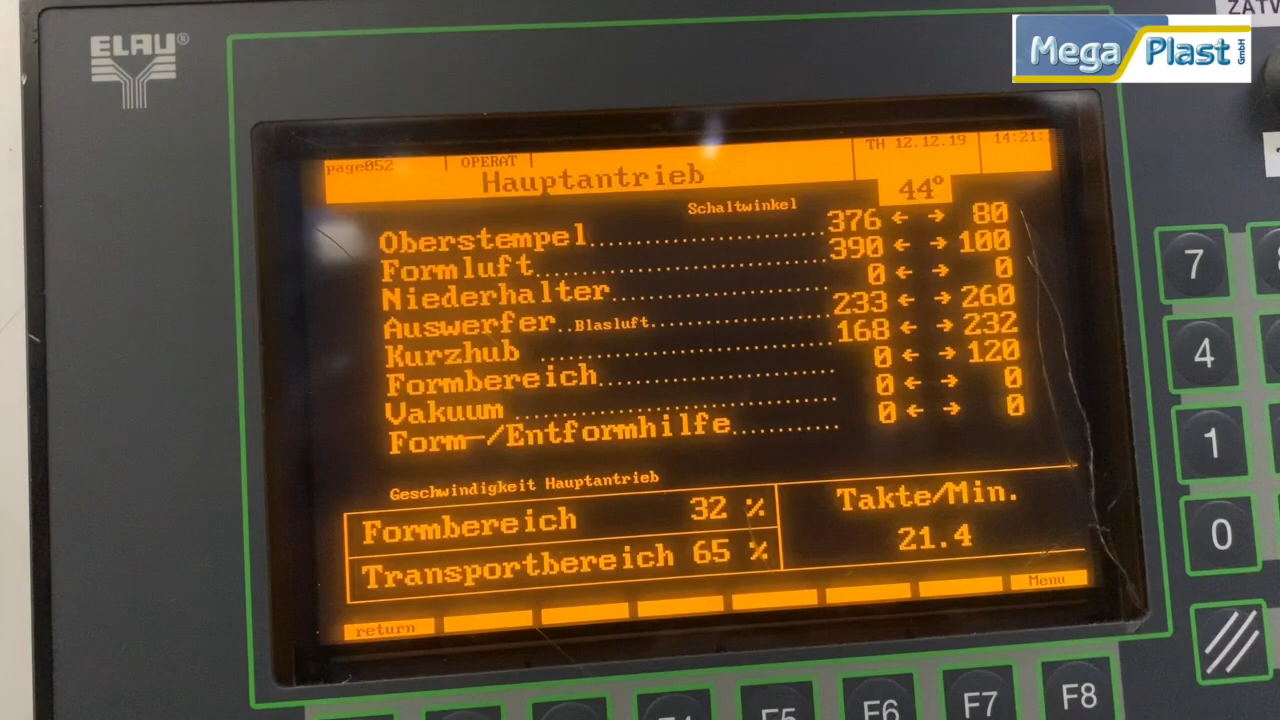 ELAU®
ZATW
Mega Plast GmbH
page052 OPERAT TH 12.12.19 14:21:
Hauptantrieb
44°
Schaltwinkel
Oberstempel.......... 376 ← → 80
Formluft.......... 390 ← → 100
Niederhalter.......... 0 ← → 0
Auswerfer..Blasluft.......... 233 ← → 260
Kurzhub .......... 168 ← → 232
Formbereich.......... 0 ← → 120
Vakuum .......... 0 ← → 0
Form-/Entformhilfe.......... 0 ← → 0
Geschwindigkeit Hauptantrieb
Formbereich 32 %
Transportbereich 65 %
Takte/Min.
21.4
return Menu
7
4
1
0
F5 F6 F7 F8